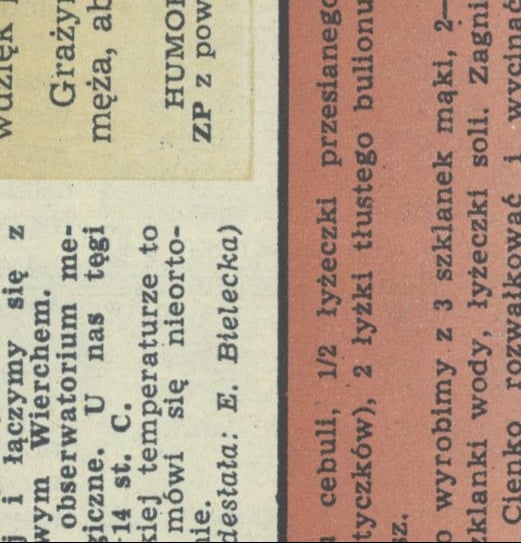 wdzięk
Grażyn
męża, ab
HUMOR
ZP z pow
j i łączymy się z
wym Wierchem.
obserwatorium me-
giczne. U nas tęgi
-14 st. C.
kiej temperaturze to
mówi się nieorto-
nie.
desłała: E. Bielecka)
cebuli, 1/2 łyżeczki przesianego
tyczków), 2 łyżki tłustego bulionu
sz.
o wyrobimy z 3 szklanek mąki, 2—
zklanki wody, łyżeczki soli. Zagni
Cienko rozwałkować i wycinać